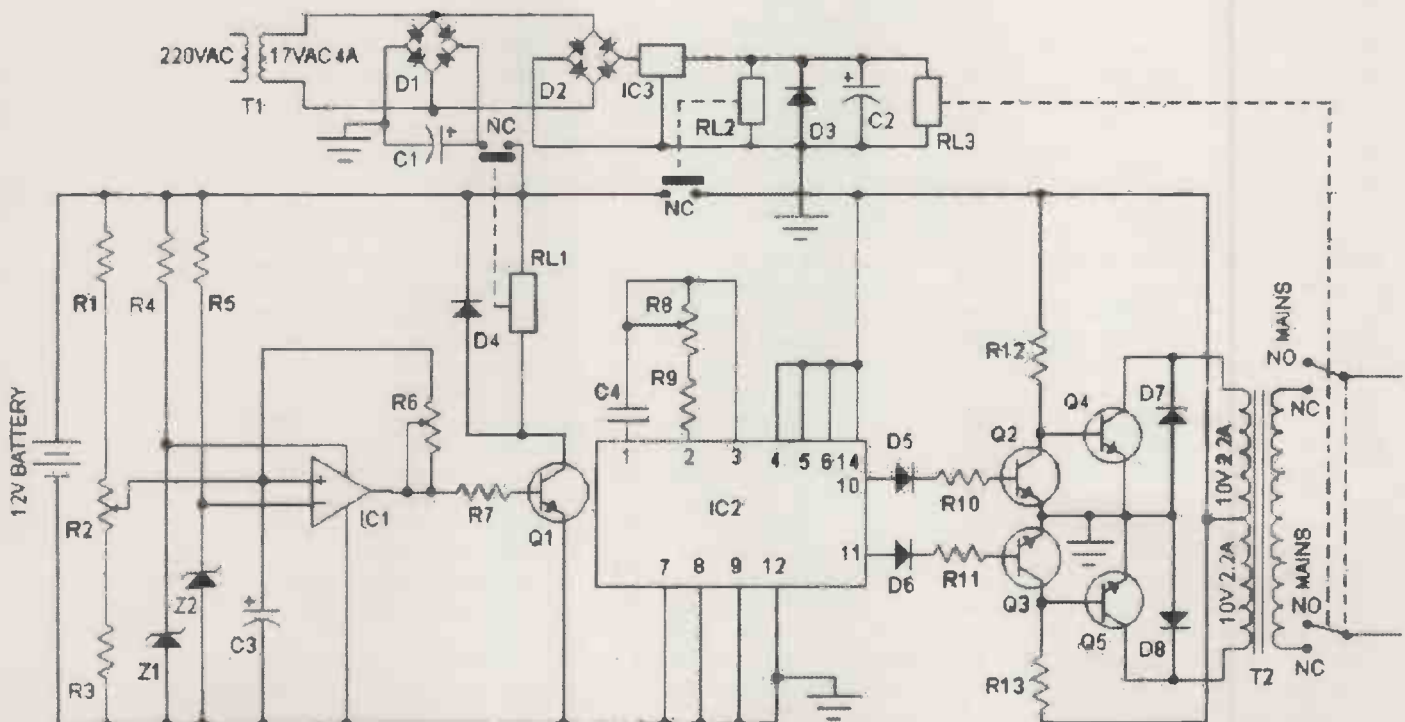 220VAC
17VAC 4A
T1
D1
C1
NC
D2
IC3
RL2
D3
C2
RL3
NC
RL1
D4
R1
R4
R5
R8
R9
C4
R6
12V BATTERY
R2
IC1
R7
Q1
Z2
Z1
C3
R3
1
2
3
4
5
6
14
10
11
IC2
7
8
9
12
D5
R10
D6
R11
R12
Q2
Q4
D7
Q3
Q5
D8
R13
10V 2.2A
10V 2.2A
T2
MAINS
NO
NC
MAINS
NO
NC